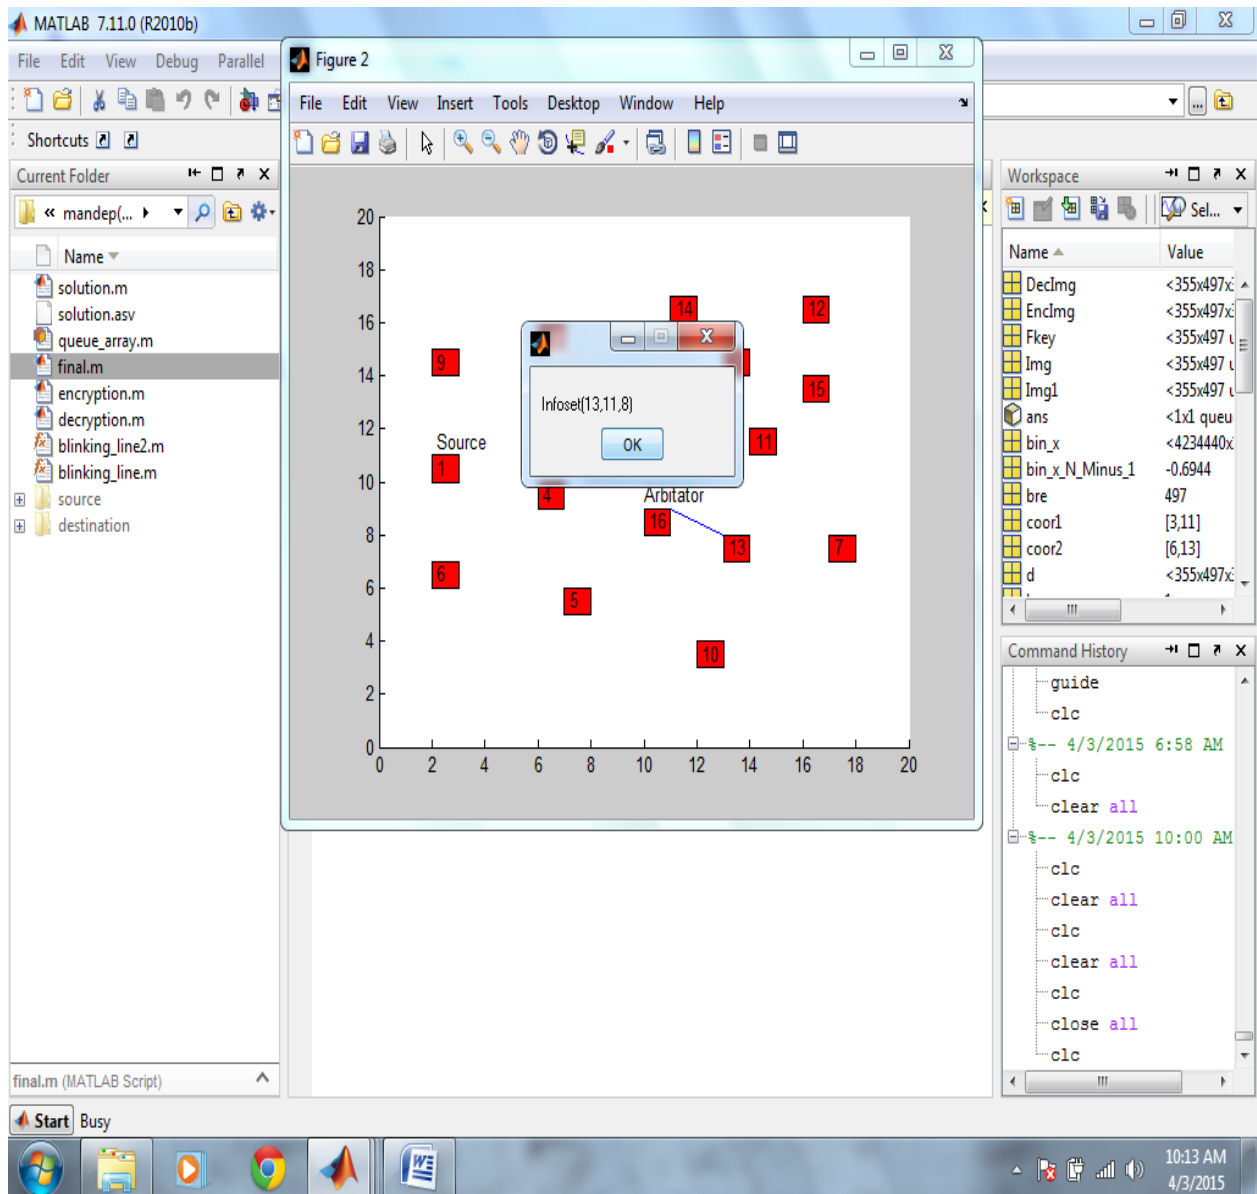 MATLAB 7.11.0 (R2010b)
File Edit View Debug Parallel
Shortcuts
Current Folder
« mandep(...
Name
solution.m
solution.asv
queue_array.m
final.m
encryption.m
decryption.m
blinking_line2.m
blinking_line.m
source
destination
final.m (MATLAB Script)
Figure 2
File Edit View Insert Tools Desktop Window Help
20
18
16
14
12
10
8
6
4
2
0
0 2 4 6 8 10 12 14 16 18 20
14
12
9
15
11
Source
1
4
Arbitator
16
13
7
6
5
10
Infoset(13,11,8)
OK
Workspace
Sel...
Name Value
DecImg <355x497x
EncImg <355x497x
Fkey <355x497 u
Img <355x497 u
Img1 <355x497 u
ans <1x1 queu
bin_x <4234440x
bin_x_N_Minus_1 -0.6944
bre 497
coor1 [3,11]
coor2 [6,13]
d <355x497x
Command History
guide
clc
%-- 4/3/2015 6:58 AM
clc
clear all
%-- 4/3/2015 10:00 AM
clc
clear all
clc
clear all
clc
close all
clc
Start Busy
10:13 AM
4/3/2015